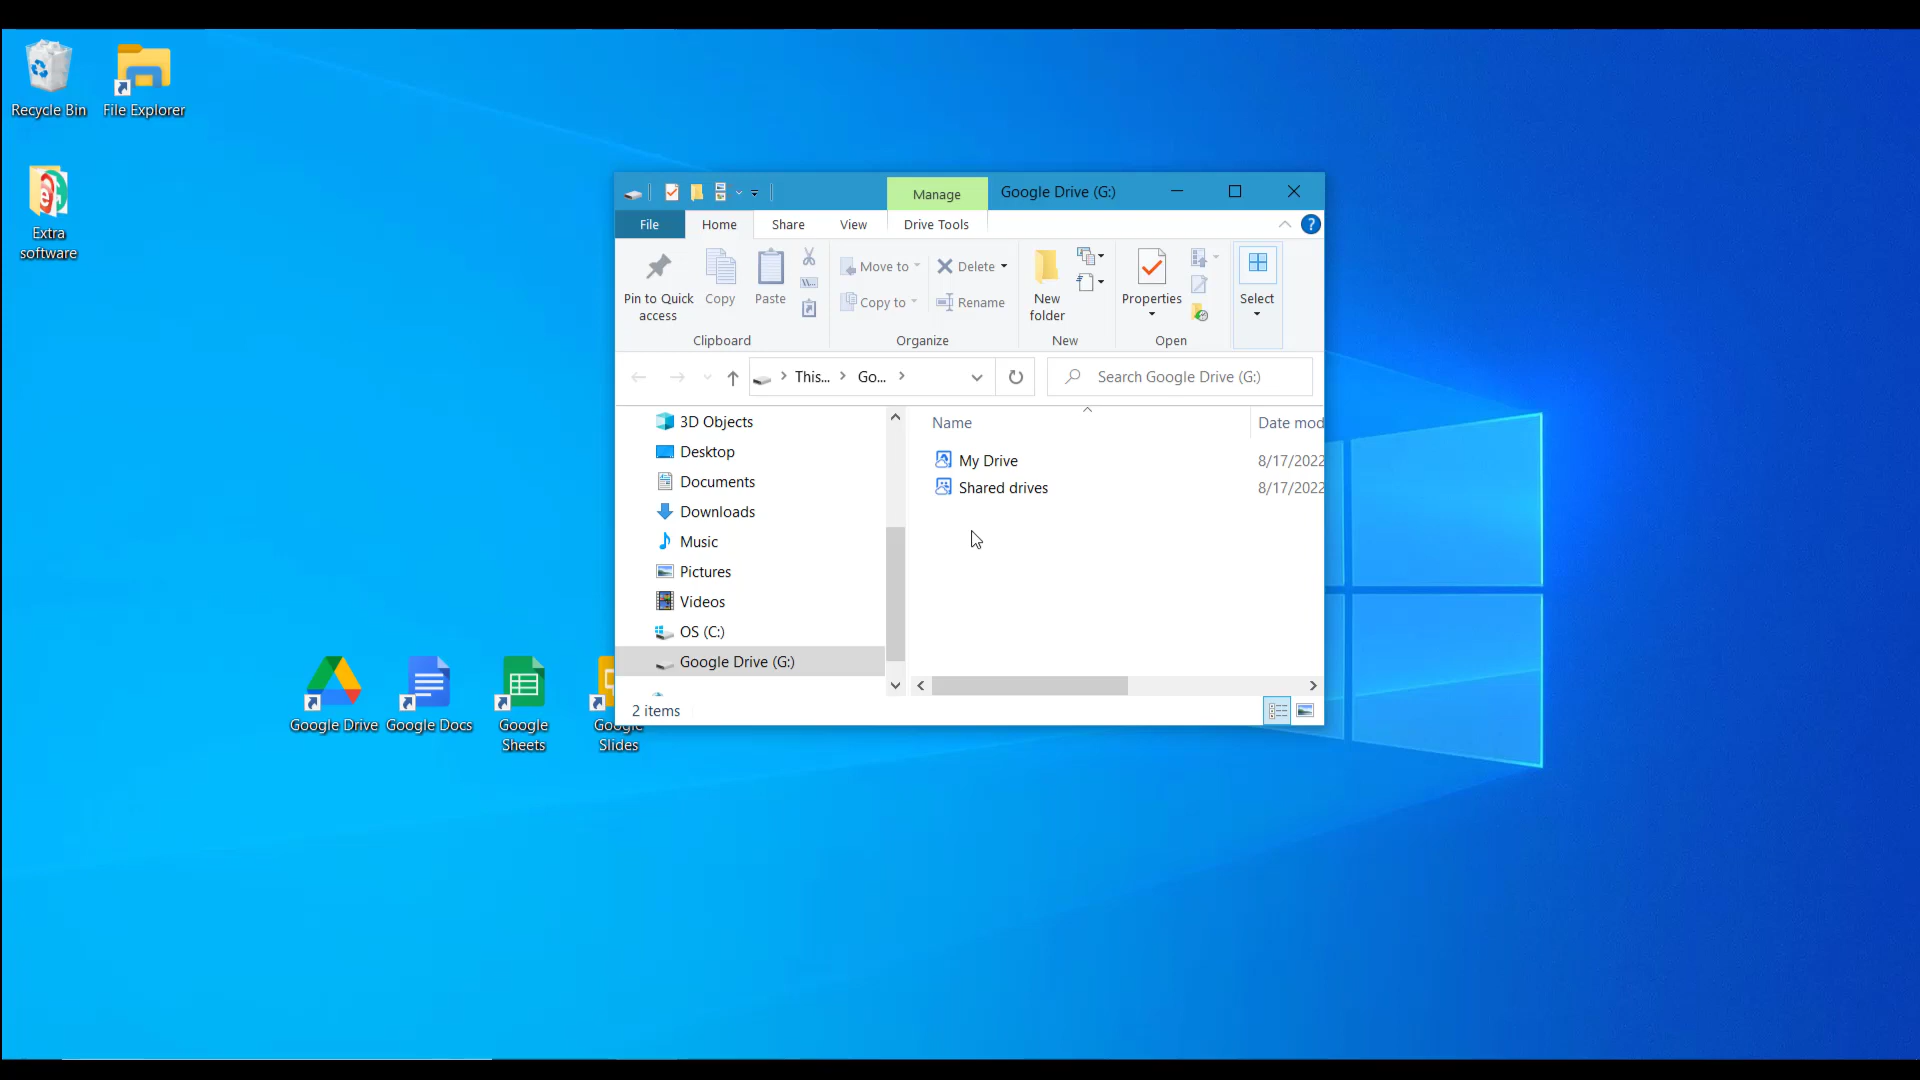 Recycle Bin
File Explorer
Extra
software
Manage
Google Drive (G:)
File
Home
Share
View
Drive Tools
?
Pin to Quick
access
Copy
Paste
W...
Clipboard
Move to
Copy to
Delete
Rename
Organize
New
folder
New
Properties
Open
Select
This...
Go...
Search Google Drive (G:)
3D Objects
Desktop
Documents
Downloads
Music
Pictures
Videos
OS (C:)
Google Drive (G:)
Name
Date mod
My Drive
8/17/2022
Shared drives
8/17/2022
2 items
Google Drive
Google Docs
Google
Sheets
Google
Slides